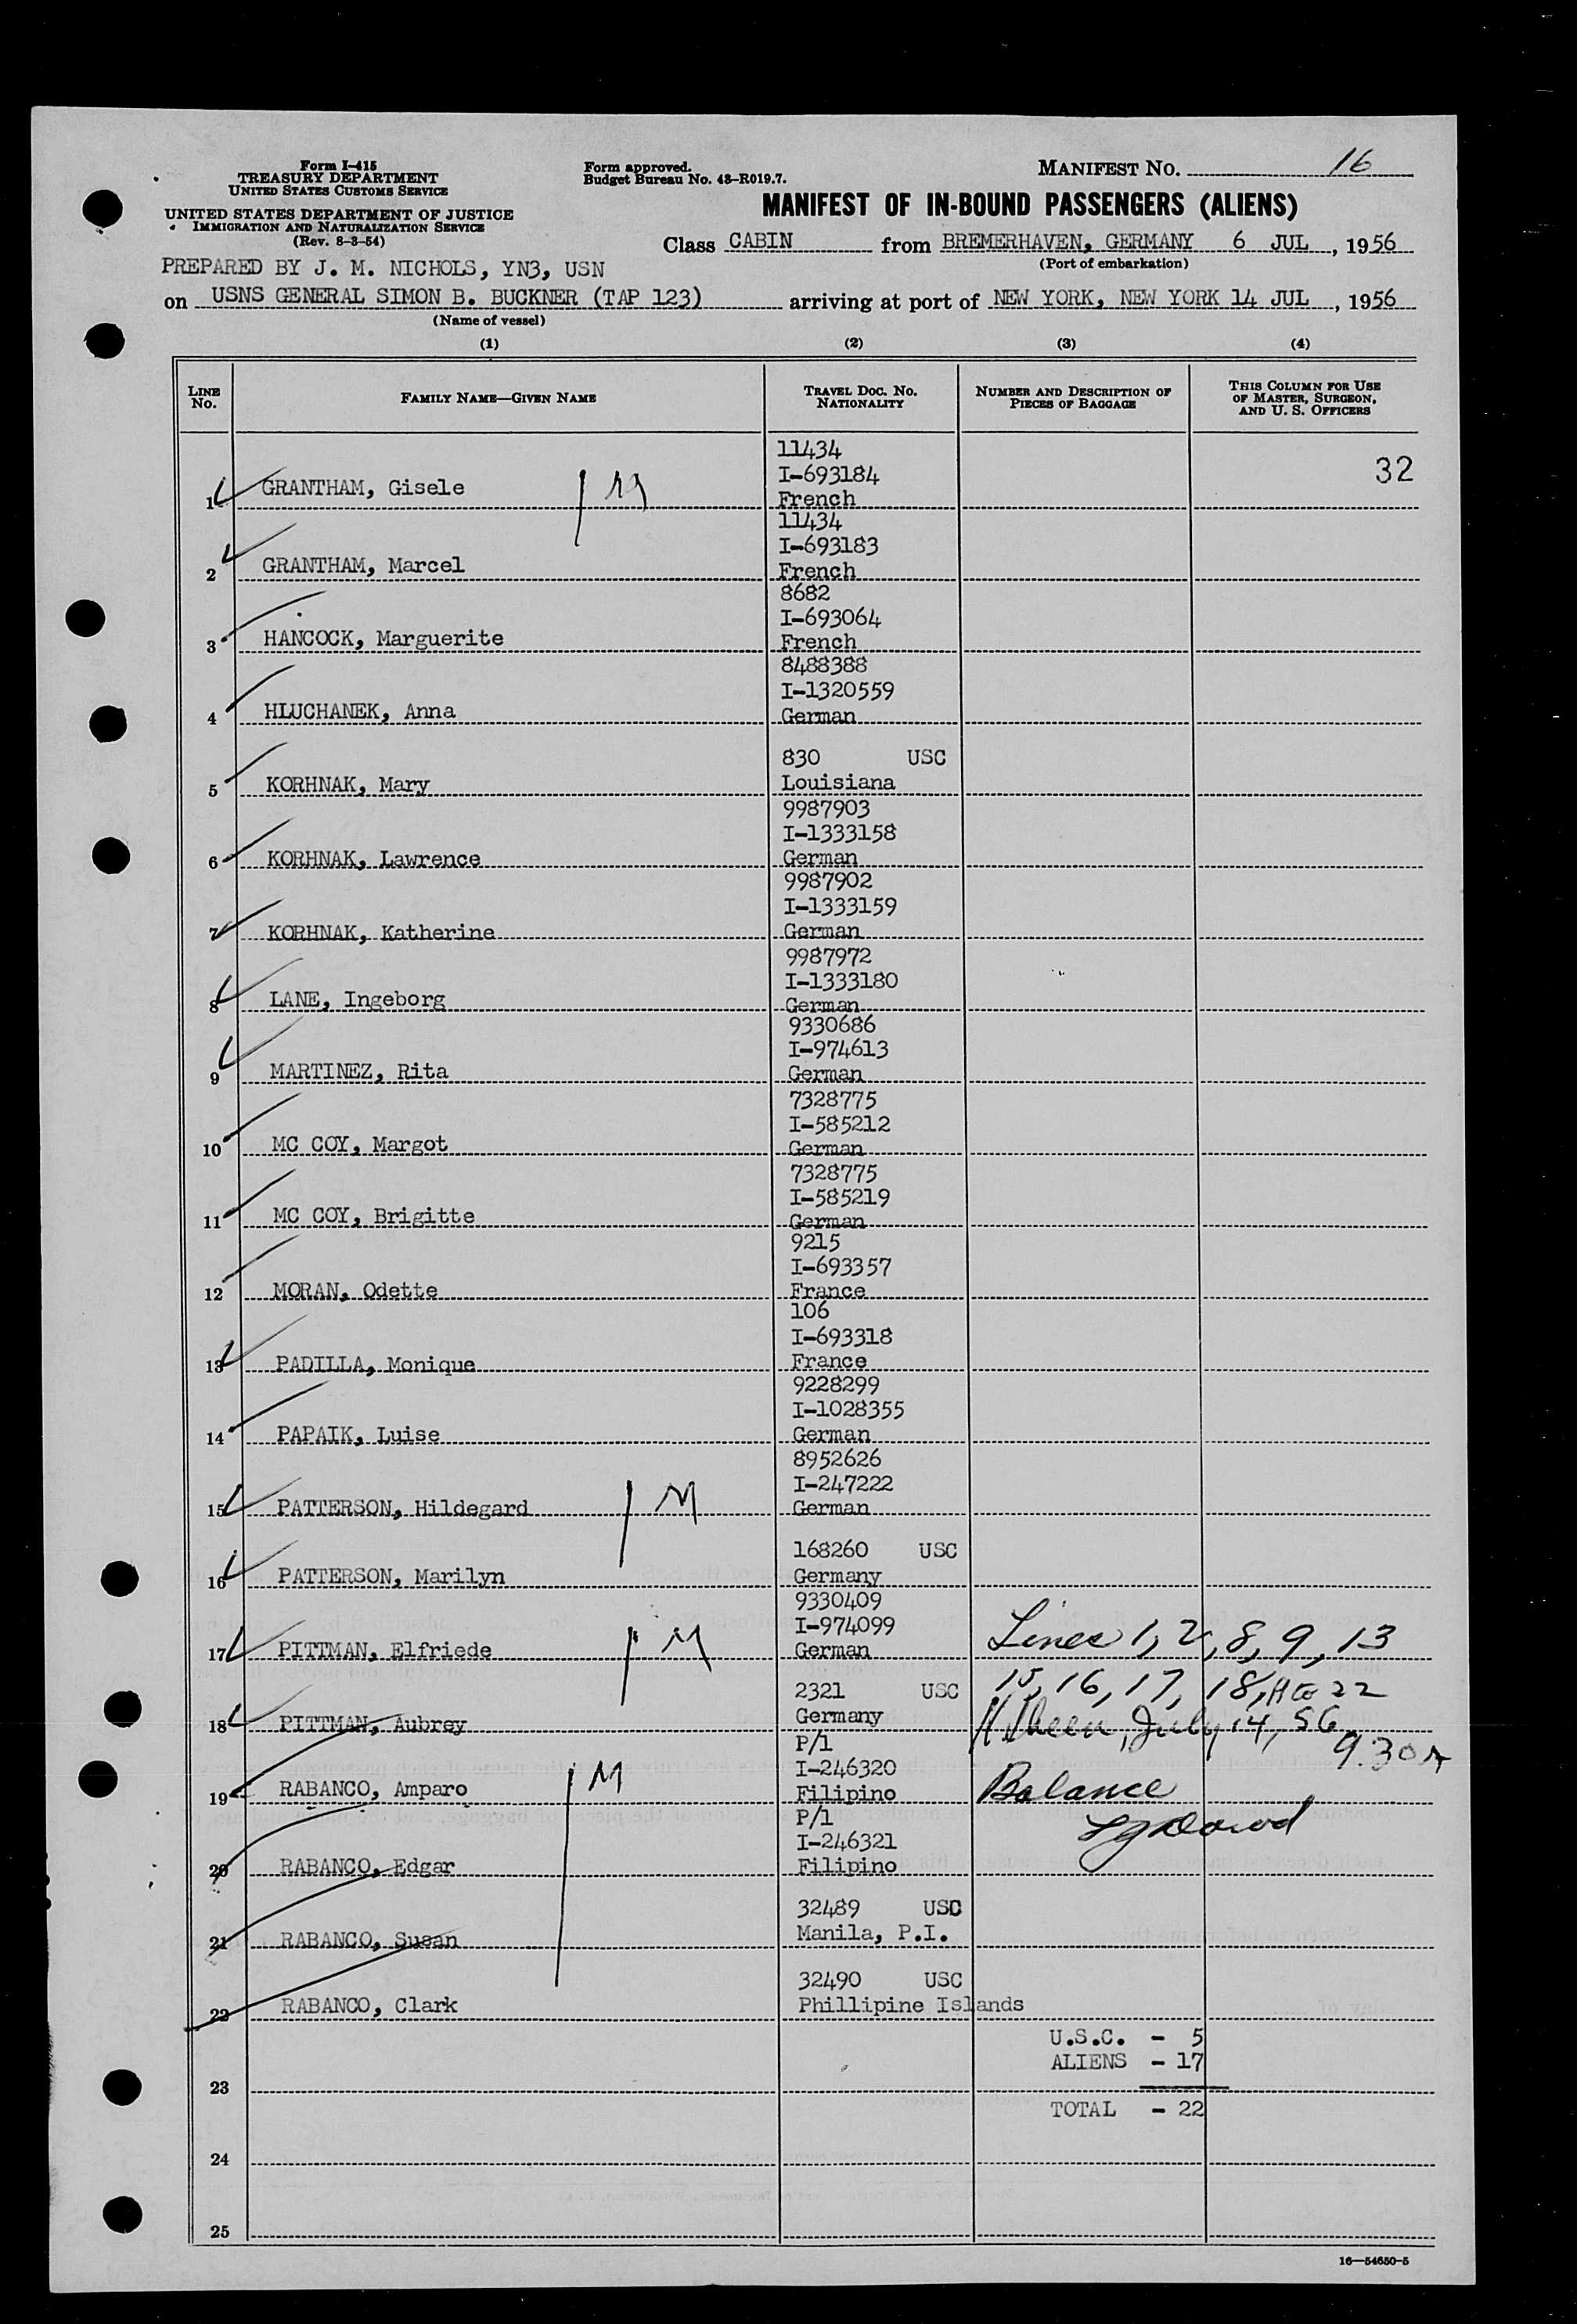 Form I-415
TREASURY DEPARTMENT
UNITED STATES CUSTOMS SERVICE
UNITED STATES DEPARTMENT OF JUSTICE
IMMIGRATION AND NATURALIZATION SERVICE
(Rev. 8-3-54)
Form approved.
Budget Bureau No. 43-R019.7.
MANIFEST NO. 16
MANIFEST OF IN-BOUND PASSENGERS (ALIENS)
Class CABIN from BREMERHAVEN, GERMANY 6 JUL, 1956
(Port of embarkation)
PREPARED BY J. M. NICHOLS, YN3, USN
on USNS GENERAL SIMON B. BUCKNER (TAP 123) arriving at port of NEW YORK, NEW YORK 14 JUL, 1956
(Name of vessel)
(1) (2) (3) (4)
LINE NO. FAMILY NAME—GIVEN NAME TRAVEL DOC. NO. NATIONALITY NUMBER AND DESCRIPTION OF PIECES OF BAGGAGE THIS COLUMN FOR USE OF MASTER, SURGEON, AND U. S. OFFICERS
11434
I-693184 32
1 GRANTHAM, Gisele M French
11434
I-693183
2 GRANTHAM, Marcel French
8682
I-693064
3 HANCOCK, Marguerite French
8488388
I-1320559
4 HLUCHANEK, Anna German
830 USC
5 KORHNAK, Mary Louisiana
9987903
I-1333158
6 KORHNAK, Lawrence German
9987902
I-1333159
7 KORHNAK, Katherine German
9987972
I-1333180
8 LANE, Ingeborg German
9330686
I-974613
9 MARTINEZ, Rita German
7328775
I-585212
10 MC COY, Margot German
7328775
I-585219
11 MC COY, Brigitte German
9215
I-693357
12 MORAN, Odette France
106
I-693318
13 PADILLA, Monique France
9228299
I-1028355
14 PAPAIK, Luise German
8952626
I-247222
15 PATTERSON, Hildegard M German
168260 USC
16 PATTERSON, Marilyn Germany
9330409
I-974099
17 PITTMAN, Elfriede M German Lines 1, 2, 8, 9, 13
2321 USC 15, 16, 17, 18,
18 PITTMAN, Aubrey Germany July 14, 56
P/1 9.30 A
I-246320
19 RABANCO, Amparo M Filipino Balance
P/1
I-246321
20 RABANCO, Edgar Filipino
32489 USC
21 RABANCO, Susan Manila, P.I.
32490 USC
22 RABANCO, Clark Phillipine Islands
U.S.C. - 5
ALIENS - 17
23
TOTAL - 22
24
25
16—54650-5